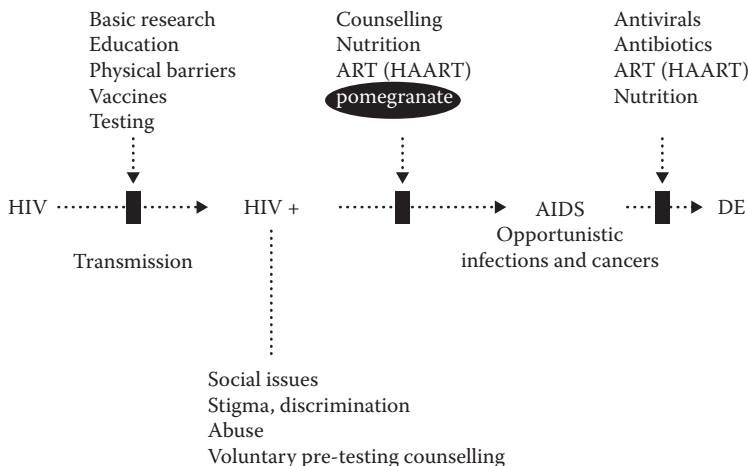 Basic research
Education
Physical barriers
Vaccines
Testing
Counselling
Nutrition
ART (HAART)
pomegranate
Antivirals
Antibiotics
ART (HAART)
Nutrition
HIV
HIV +
AIDS
Opportunistic
infections and cancers
DE
Transmission
Social issues
Stigma, discrimination
Abuse
Voluntary pre-testing counselling